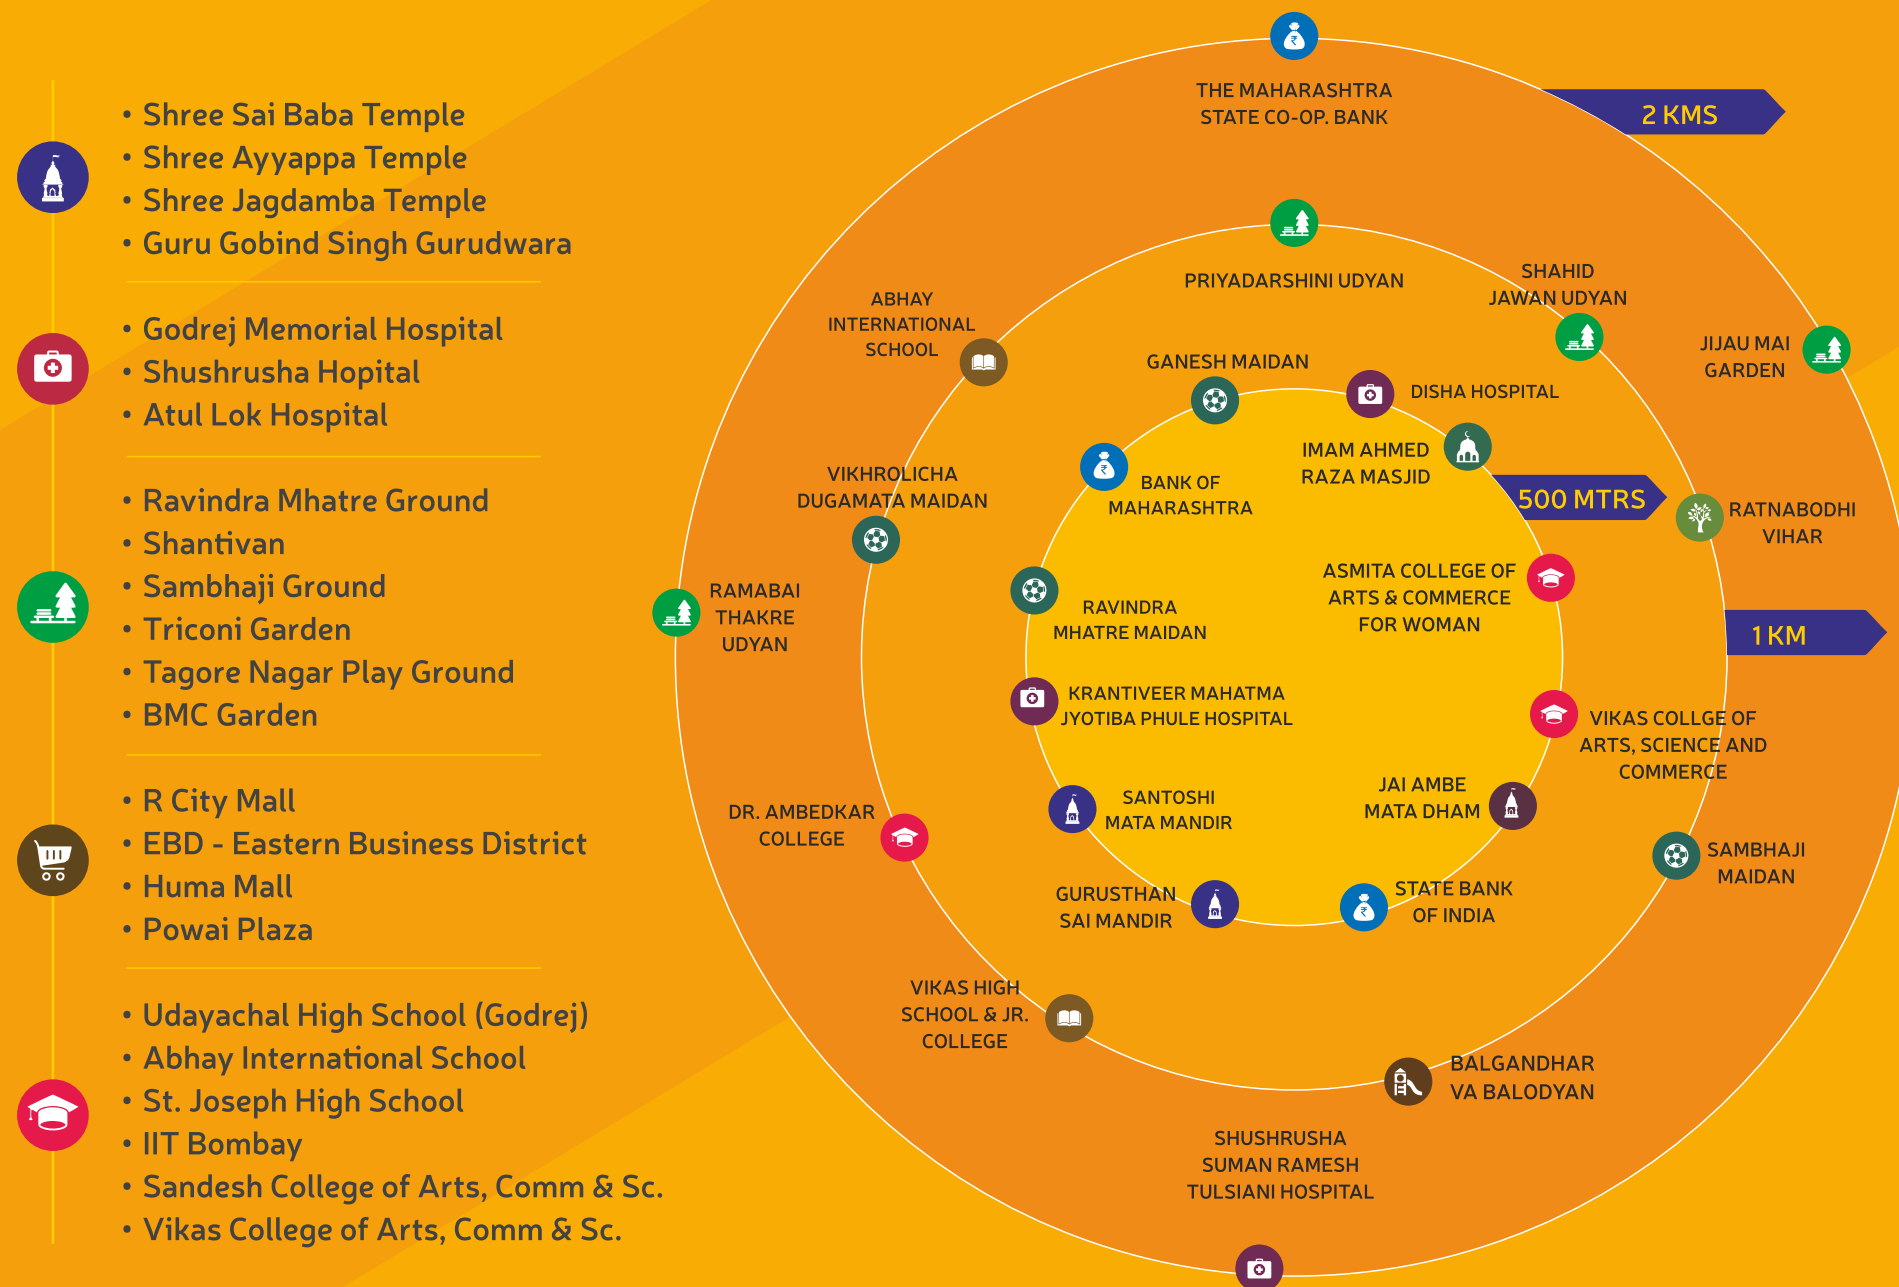 • Shree Sai Baba Temple
• Shree Ayyappa Temple
• Shree Jagdamba Temple
• Guru Gobind Singh Gurudwara
• Godrej Memorial Hospital
• Shushrusha Hopital
• Atul Lok Hospital
• Ravindra Mhatre Ground
• Shantivan
• Sambhaji Ground
• Triconi Garden
• Tagore Nagar Play Ground
• BMC Garden
• R City Mall
• EBD - Eastern Business District
• Huma Mall
• Powai Plaza
• Udayachal High School (Godrej)
• Abhay International School
• St. Joseph High School
• IIT Bombay
• Sandesh College of Arts, Comm & Sc.
• Vikas College of Arts, Comm & Sc.
THE MAHARASHTRA
STATE CO-OP. BANK
2 KMS
PRIYADARSHINI UDYAN
SHAHID
JAWAN UDYAN
ABHAY
INTERNATIONAL
SCHOOL
JIJAU MAI
GARDEN
GANESH MAIDAN
DISHA HOSPITAL
IMAM AHMED
RAZA MASJID
VIKHROLICHA
DUGAMATA MAIDAN
BANK OF
MAHARASHTRA
500 MTRS
RATNABODHI
VIHAR
RAMABAI
THAKRE
UDYAN
RAVINDRA
MHATRE MAIDAN
ASMITA COLLEGE OF
ARTS & COMMERCE
FOR WOMAN
1 KM
KRANTIVEER MAHATMA
JYOTIBA PHULE HOSPITAL
VIKAS COLLGE OF
ARTS, SCIENCE AND
COMMERCE
DR. AMBEDKAR
COLLEGE
SANTOSHI
MATA MANDIR
JAI AMBE
MATA DHAM
SAMBHAJI
MAIDAN
GURUSTHAN
SAI MANDIR
STATE BANK
OF INDIA
VIKAS HIGH
SCHOOL & JR.
COLLEGE
BALGANDHAR
VA BALODYAN
SHUSHRUSHA
SUMAN RAMESH
TULSIANI HOSPITAL